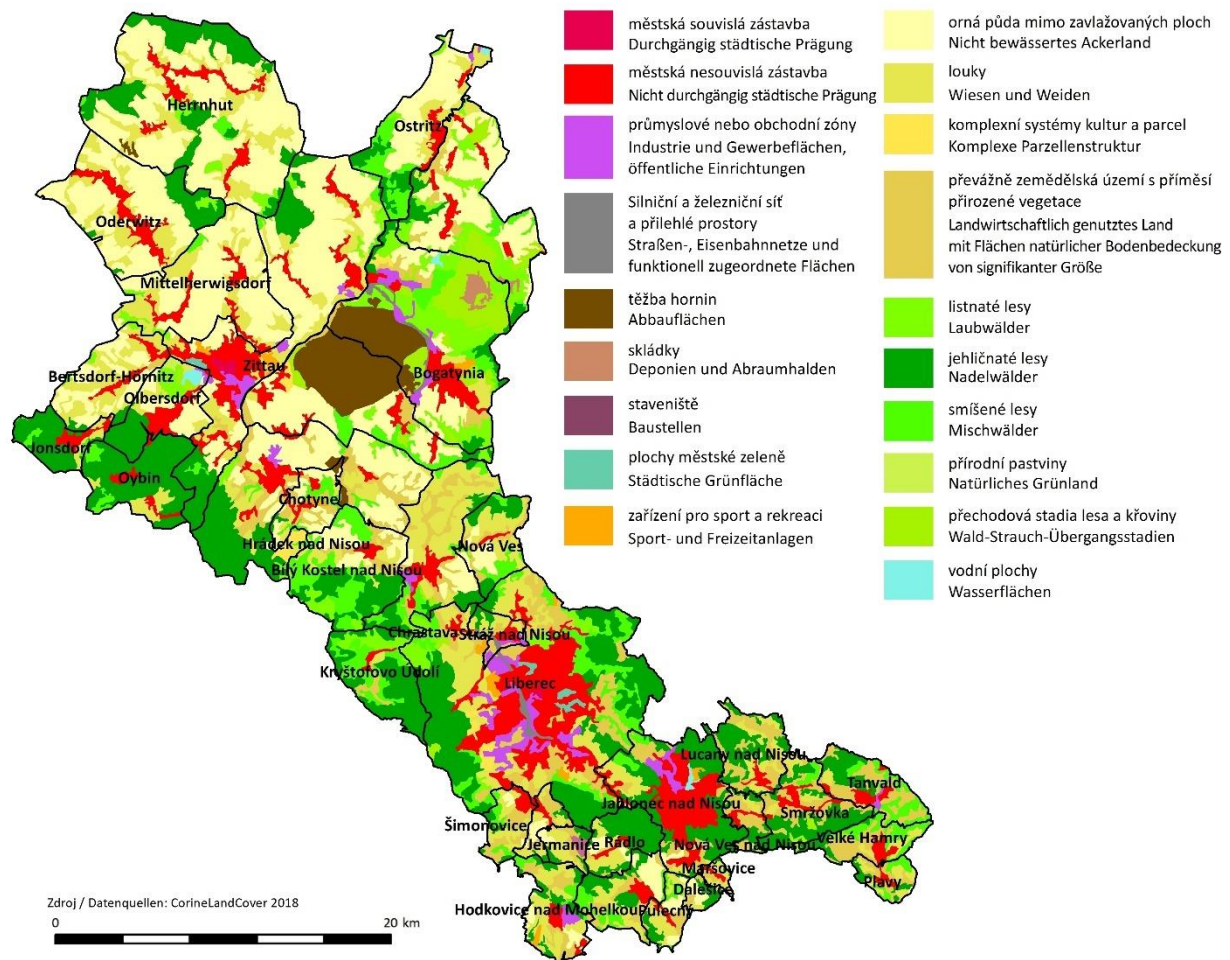 městská souvislá zástavba
Durchgängig städtische Prägung
městská nesouvislá zástavba
Nicht durchgängig städtische Prägung
průmyslové nebo obchodní zóny
Industrie und Gewerbeflächen,
öffentliche Einrichtungen
Silniční a železniční síť
a přilehlé prostory
Straßen-, Eisenbahnnetze und
funktionell zugeordnete Flächen
těžba hornin
Abbauflächen
skládky
Deponien und Abraumhalden
staveniště
Baustellen
plochy městské zeleně
Städtische Grünfläche
zařízení pro sport a rekreaci
Sport- und Freizeitanlagen
orná půda mimo zavlažovaných ploch
Nicht bewässertes Ackerland
louky
Wiesen und Weiden
komplexní systémy kultur a parcel
Komplexe Parzellenstruktur
převážně zemědělská území s příměsí
přirozené vegetace
Landwirtschaftlich genutztes Land
mit Flächen natürlicher Bodenbedeckung
von signifikanter Größe
listnaté lesy
Laubwälder
jehličnaté lesy
Nadelwälder
smíšené lesy
Mischwälder
přírodní pastviny
Natürliches Grünland
přechodová stadia lesa a křoviny
Wald-Strauch-Übergangsstadien
vodní plochy
Wasserflächen
Herrnhut
Ostritz
Oderwitz
Mittelherwigsdorf
Zittau
Bertsdorf-Hörnitz
Bogatynia
Olbersdorf
Jonsdorf
Oybin
Chotyne
Hrádek nad Nisou
Nová Ves
Bílý Kostel nad Nisou
Chrastava
Stráž nad Nisou
Kryštofovo Údolí
Liberec
Lucany nad Nisou
Tanvald
Jablonec nad Nisou
Smržovka
Šimonovice
Jeřmanice
Rádlo
Nová Ves nad Nisou
Velké Hamry
Maršovice
Dalešice
Plavy
Hodkovice nad Mohelkou
Pulečný
Zdroj / Datenquellen: CorineLandCover 2018
0
20 km